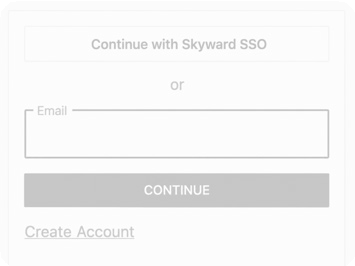 Continue with Skyward SSO
or
Email
CONTINUE
Create Account